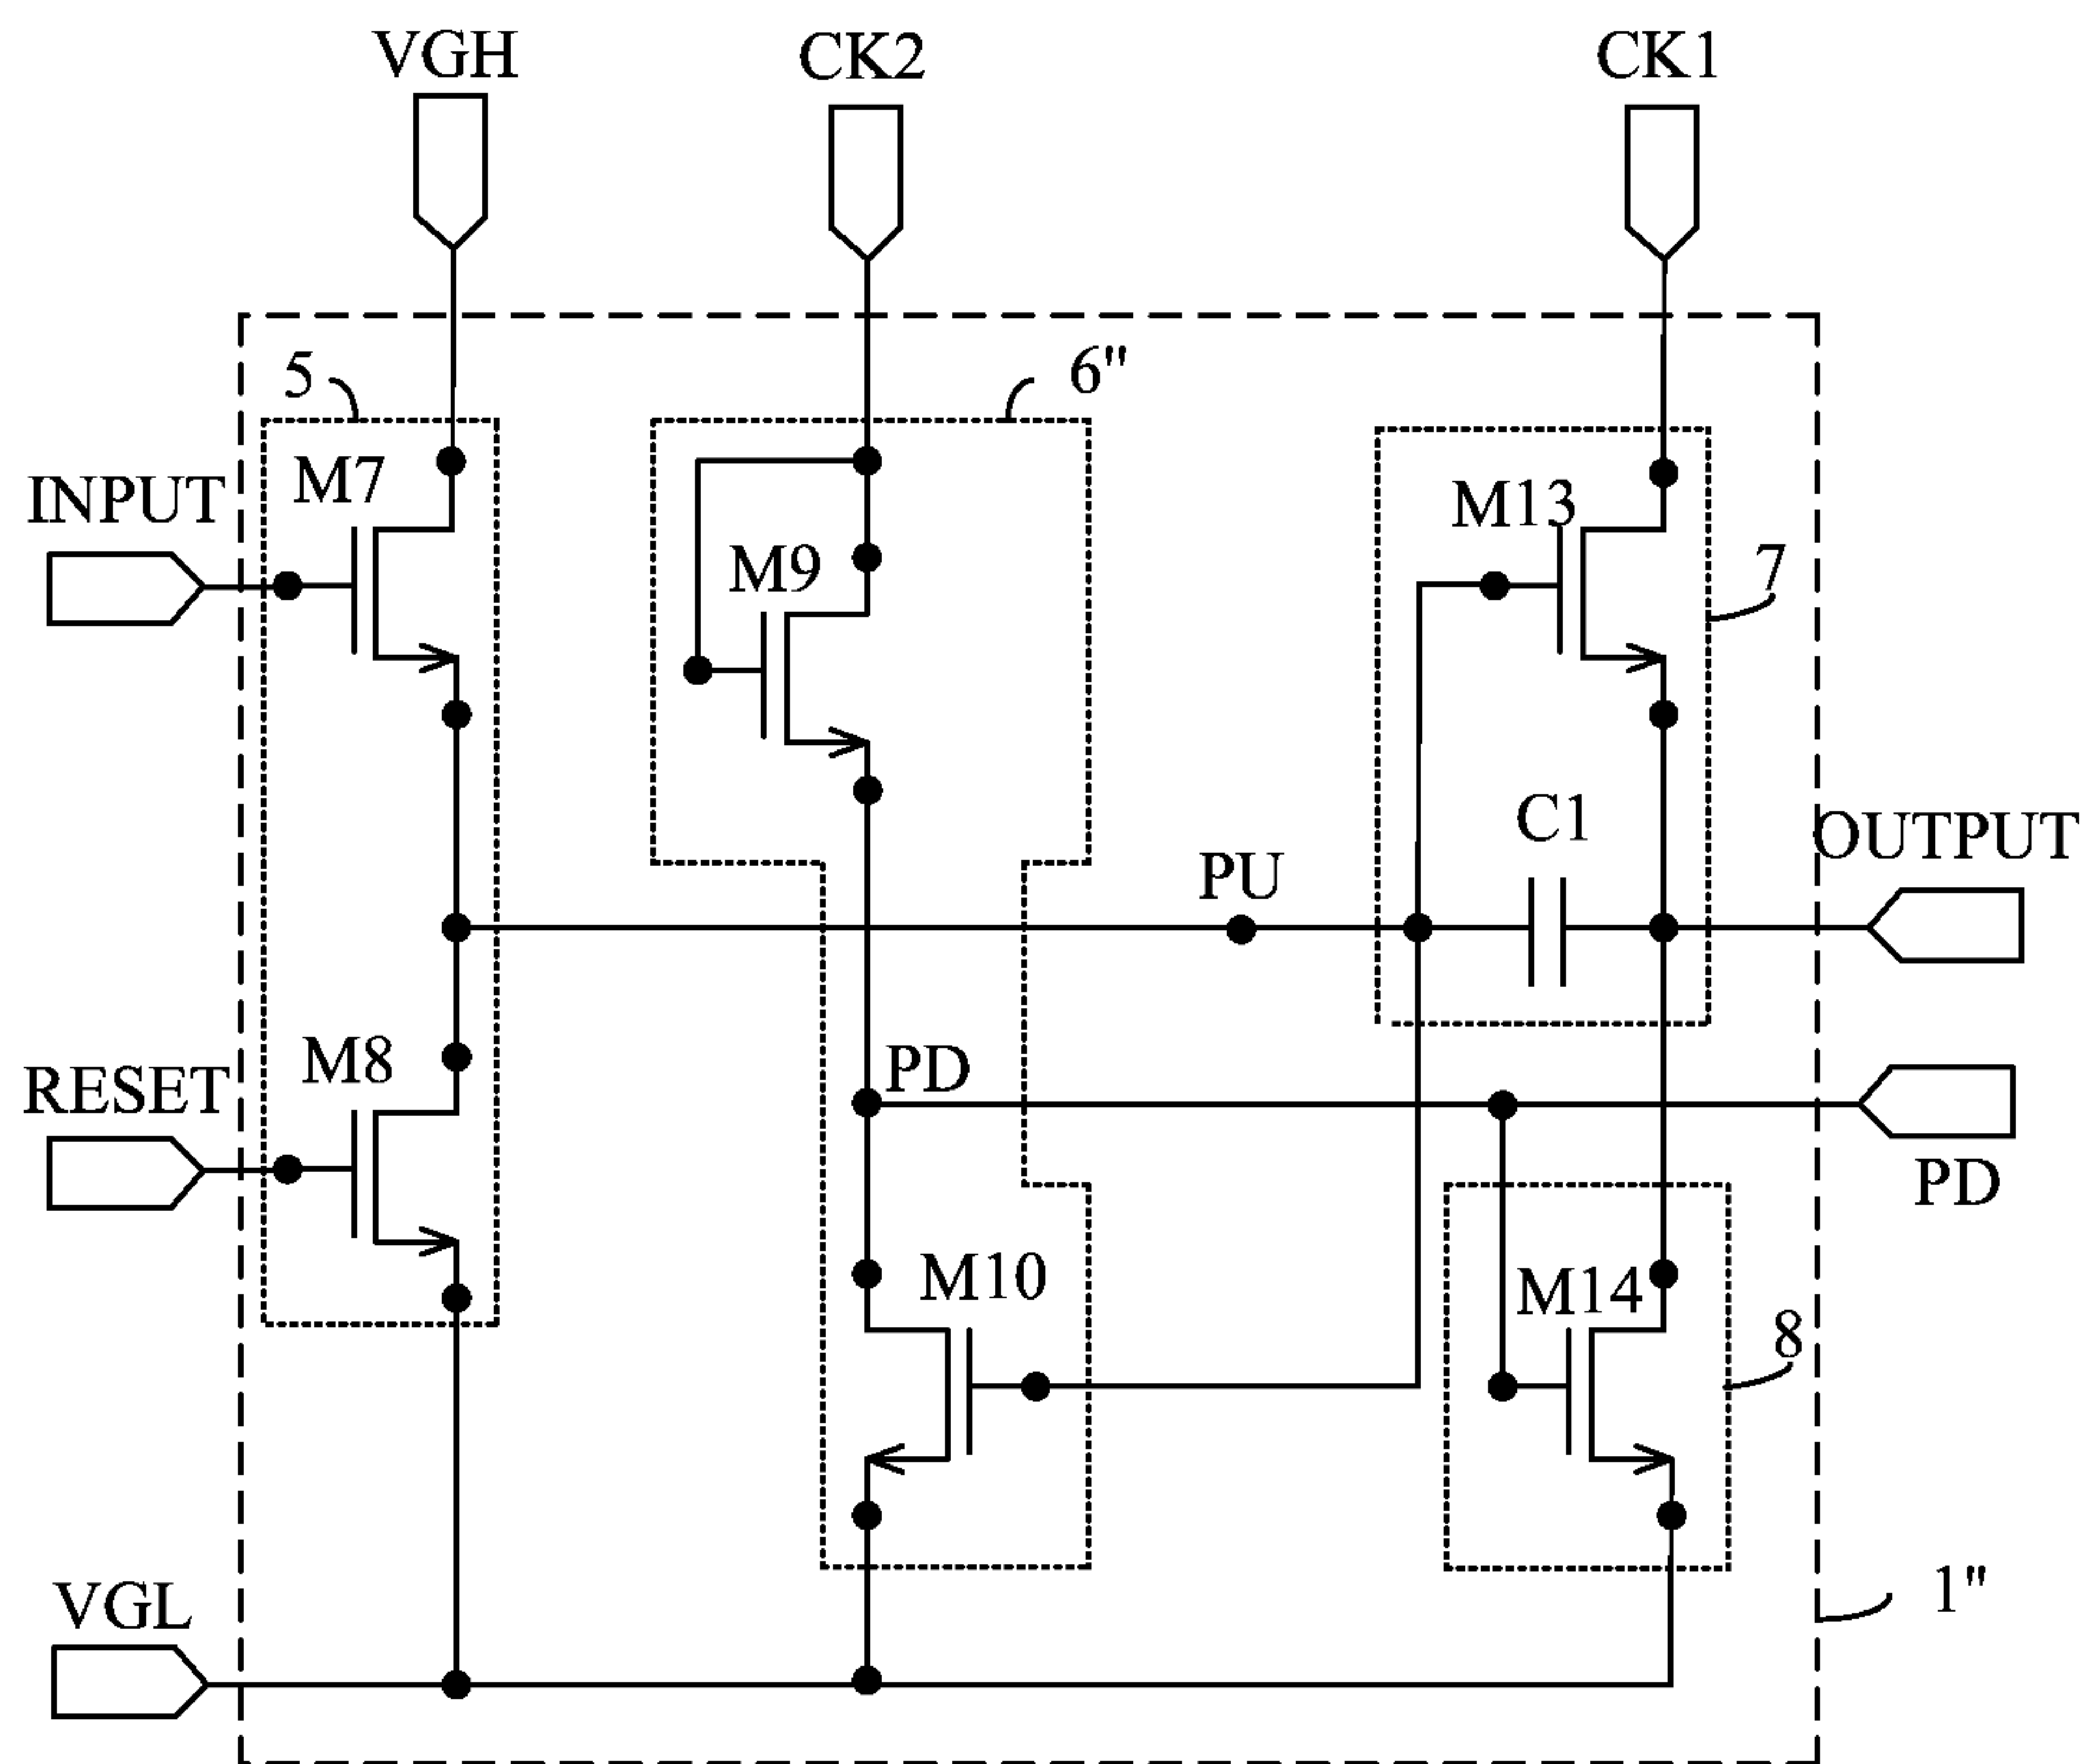 VGH
CK2
CK1
5
6"
M7
INPUT
M13
M9
7
C1
OUTPUT
PU
M8
PD
RESET
PD
M10
M14
8
VGL
1"